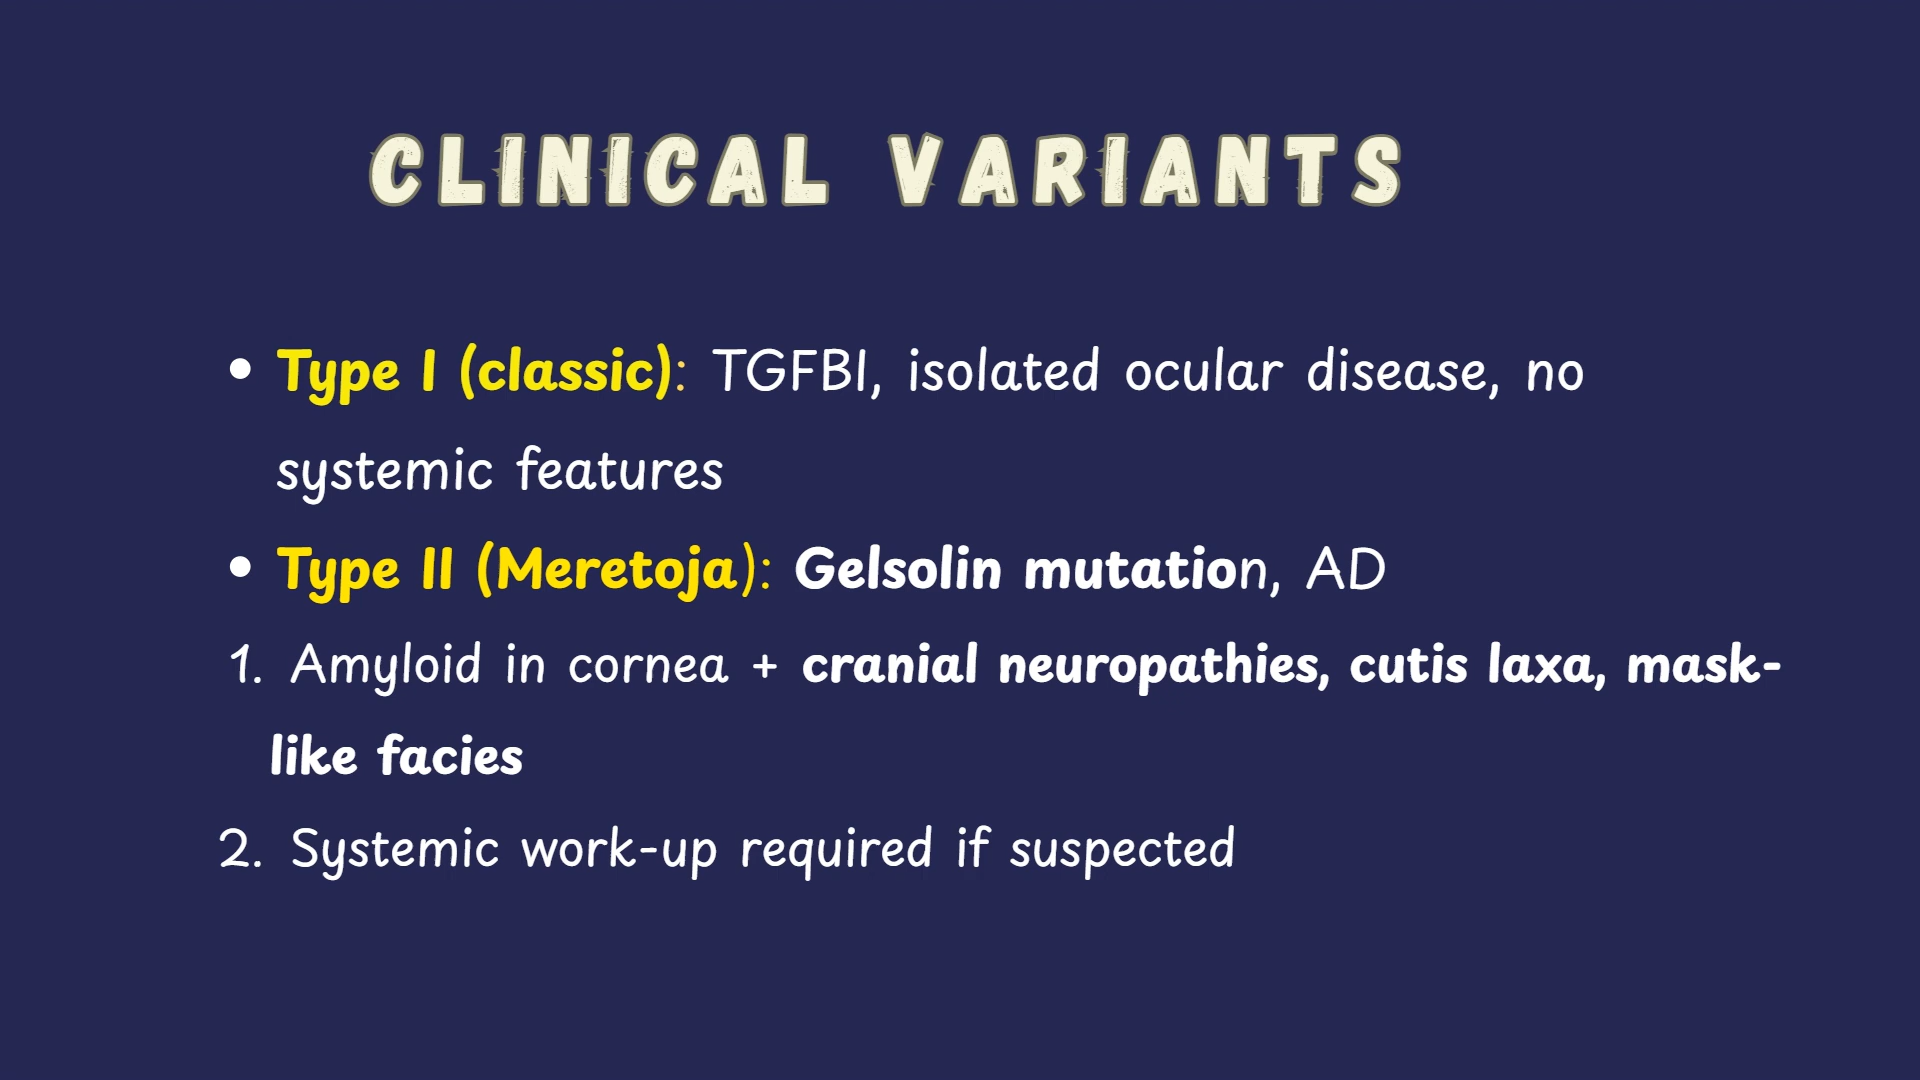 CLINICAL VARIANTS
• Type I (classic): TGFBI, isolated ocular disease, no
systemic features
• Type II (Meretoja): Gelsolin mutation, AD
1. Amyloid in cornea + cranial neuropathies, cutis laxa, mask-
like facies
2. Systemic work-up required if suspected